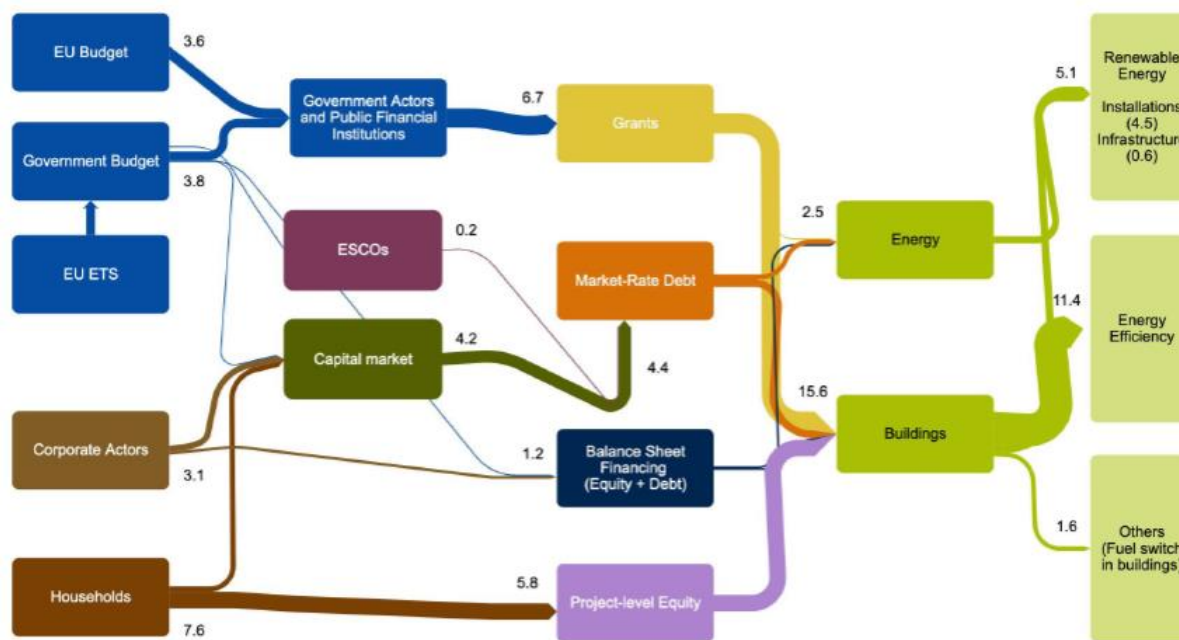 EU Budget
3.6
Government Budget
3.8
EU ETS
Corporate Actors
3.1
Households
7.6
Government Actors
and Public Financial
Institutions
6.7
ESCOs
0.2
Capital market
4.2
4.4
1.2
5.8
Grants
Market-Rate Debt
Balance Sheet
Financing
(Equity + Debt)
Project-level Equity
2.5
Energy
15.6
Buildings
5.1
11.4
1.6
Renewable
Energy
Installations
(4.5)
Infrastructure
(0.6)
Energy
Efficiency
Others
(Fuel switch
in buildings)